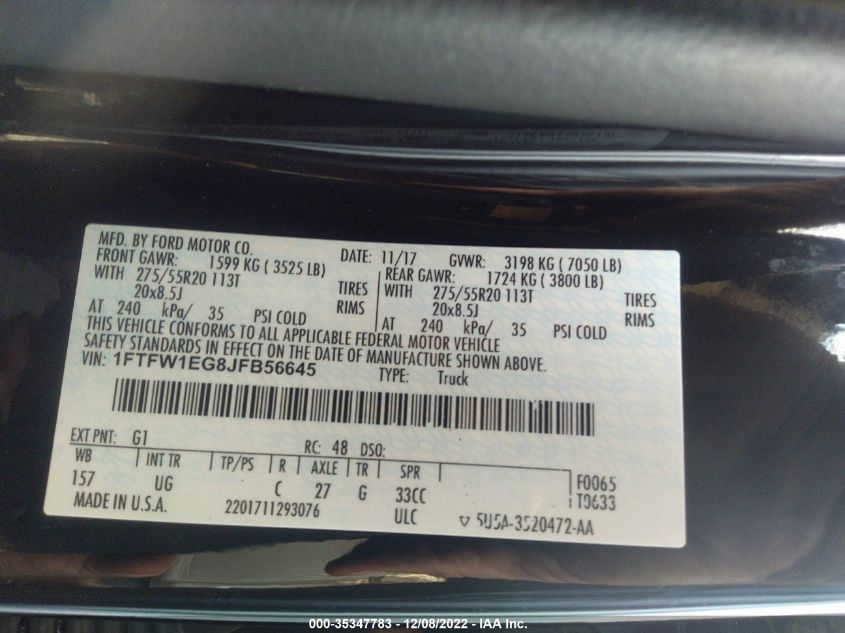 MFD. BY FORD MOTOR CO.
DATE: 11/17 GVWR: 3198 KG ( 7050 LB)
FRONT GAWR: 1599 KG ( 3525 LB) REAR GAWR: 1724 KG ( 3800 LB)
WITH 275/55R20 113T TIRES WITH 275/55R20 113T TIRES
20x8.5J RIMS 20x8.5J RIMS
AT 240 kPa/ 35 PSI COLD AT 240 kPa/ 35 PSI COLD
THIS VEHICLE CONFORMS TO ALL APPLICABLE FEDERAL MOTOR VEHICLE
SAFETY STANDARDS IN EFFECT ON THE DATE OF MANUFACTURE SHOWN ABOVE.
VIN: 1FTFW1EG8JFB56645 TYPE: Truck
EXT PNT: G1 RC: 48 DSO:
WB INT TR TP/PS R AXLE TR SPR F0065
157 UG C 27 G 33CC T0633
MADE IN U.S.A. 2201711293076 ULC ▽ 5U5A-3520472-AA
000-35347783 - 12/08/2022 - IAA Inc.